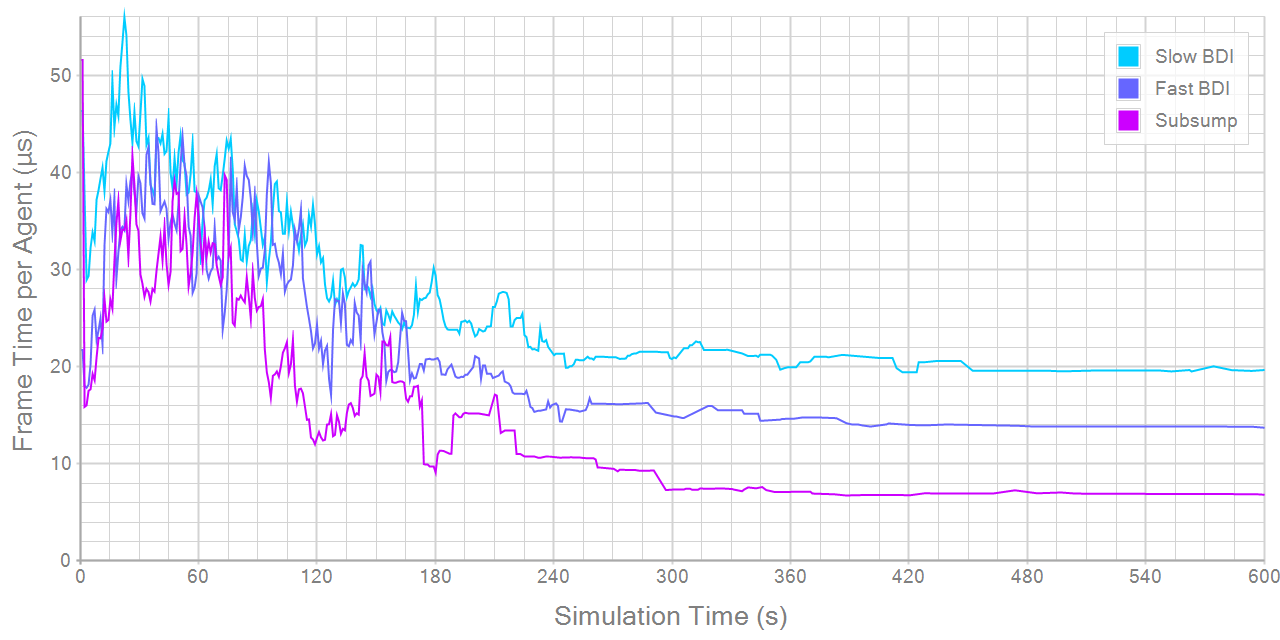 Frame Time per Agent (µs)
50
40
30
20
10
0
Slow BDI
Fast BDI
Subsump
0 60 120 180 240 300 360 420 480 540 600
Simulation Time (s)